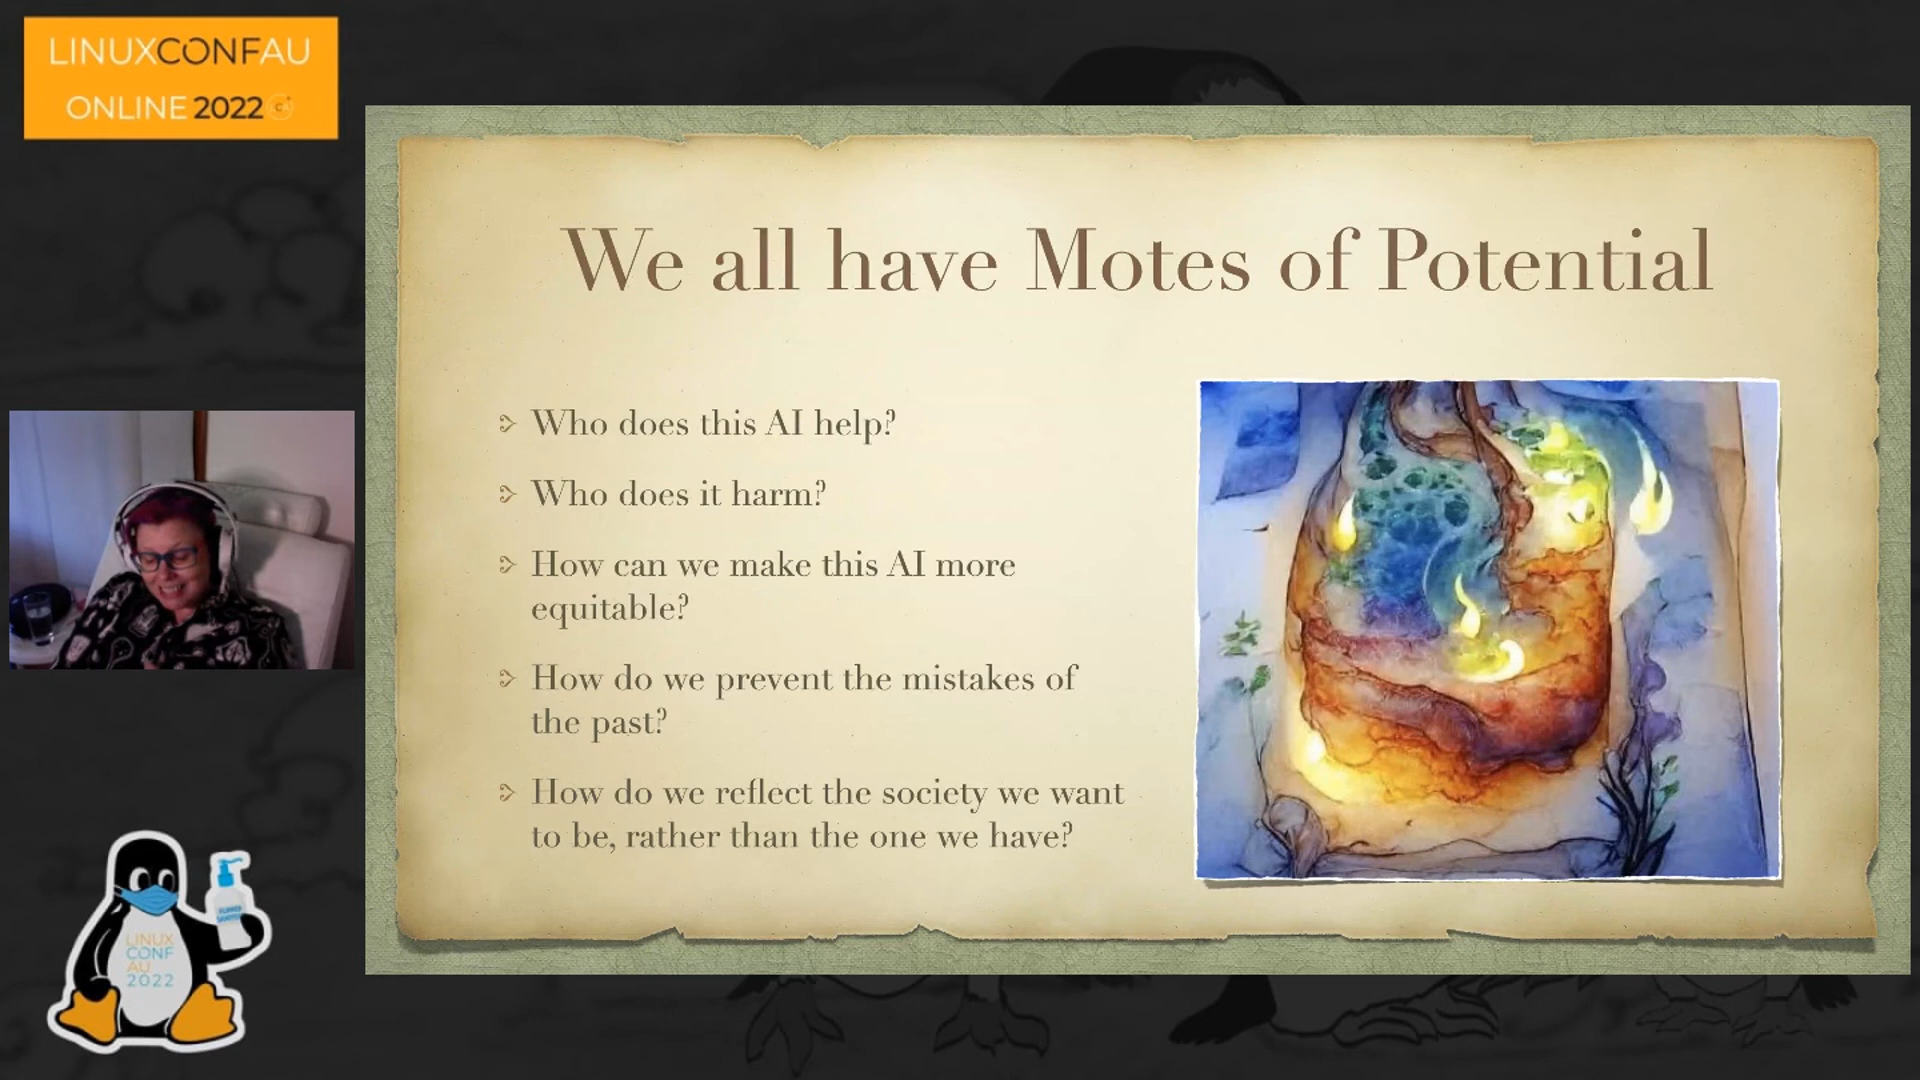 LINUXCONFAU
ONLINE 2022
We all have Motes of Potential
Who does this AI help?
Who does it harm?
How can we make this AI more
equitable?
How do we prevent the mistakes of
the past?
How do we reflect the society we want
to be, rather than the one we have?
LINUX
CONF
AU
2022